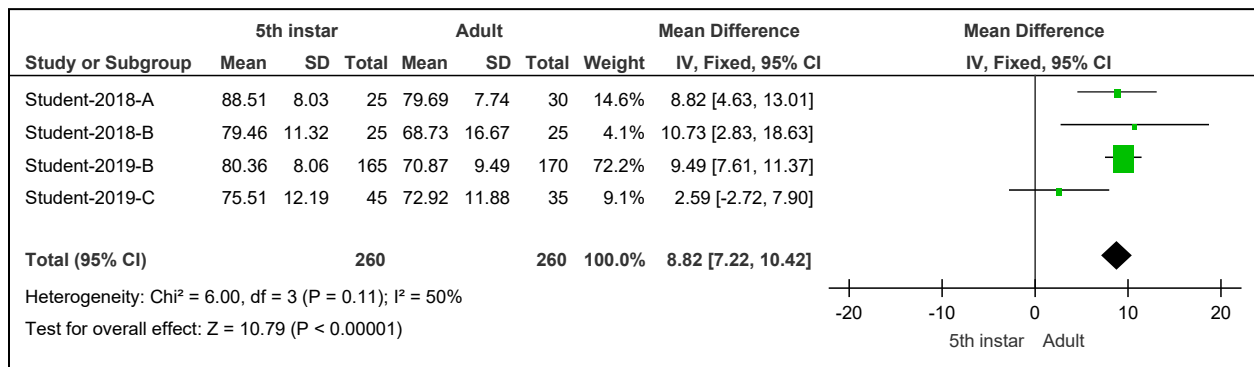 5th instar Adult Mean Difference Mean Difference
Study or Subgroup Mean SD Total Mean SD Total Weight IV, Fixed, 95% CI IV, Fixed, 95% CI
Student-2018-A 88.51 8.03 25 79.69 7.74 30 14.6% 8.82 [4.63, 13.01]
Student-2018-B 79.46 11.32 25 68.73 16.67 25 4.1% 10.73 [2.83, 18.63]
Student-2019-B 80.36 8.06 165 70.87 9.49 170 72.2% 9.49 [7.61, 11.37]
Student-2019-C 75.51 12.19 45 72.92 11.88 35 9.1% 2.59 [-2.72, 7.90]
Total (95% CI) 260 260 100.0% 8.82 [7.22, 10.42]
Heterogeneity: Chi² = 6.00, df = 3 (P = 0.11); I² = 50%
Test for overall effect: Z = 10.79 (P < 0.00001)
-20 -10 0 10 20
5th instar Adult